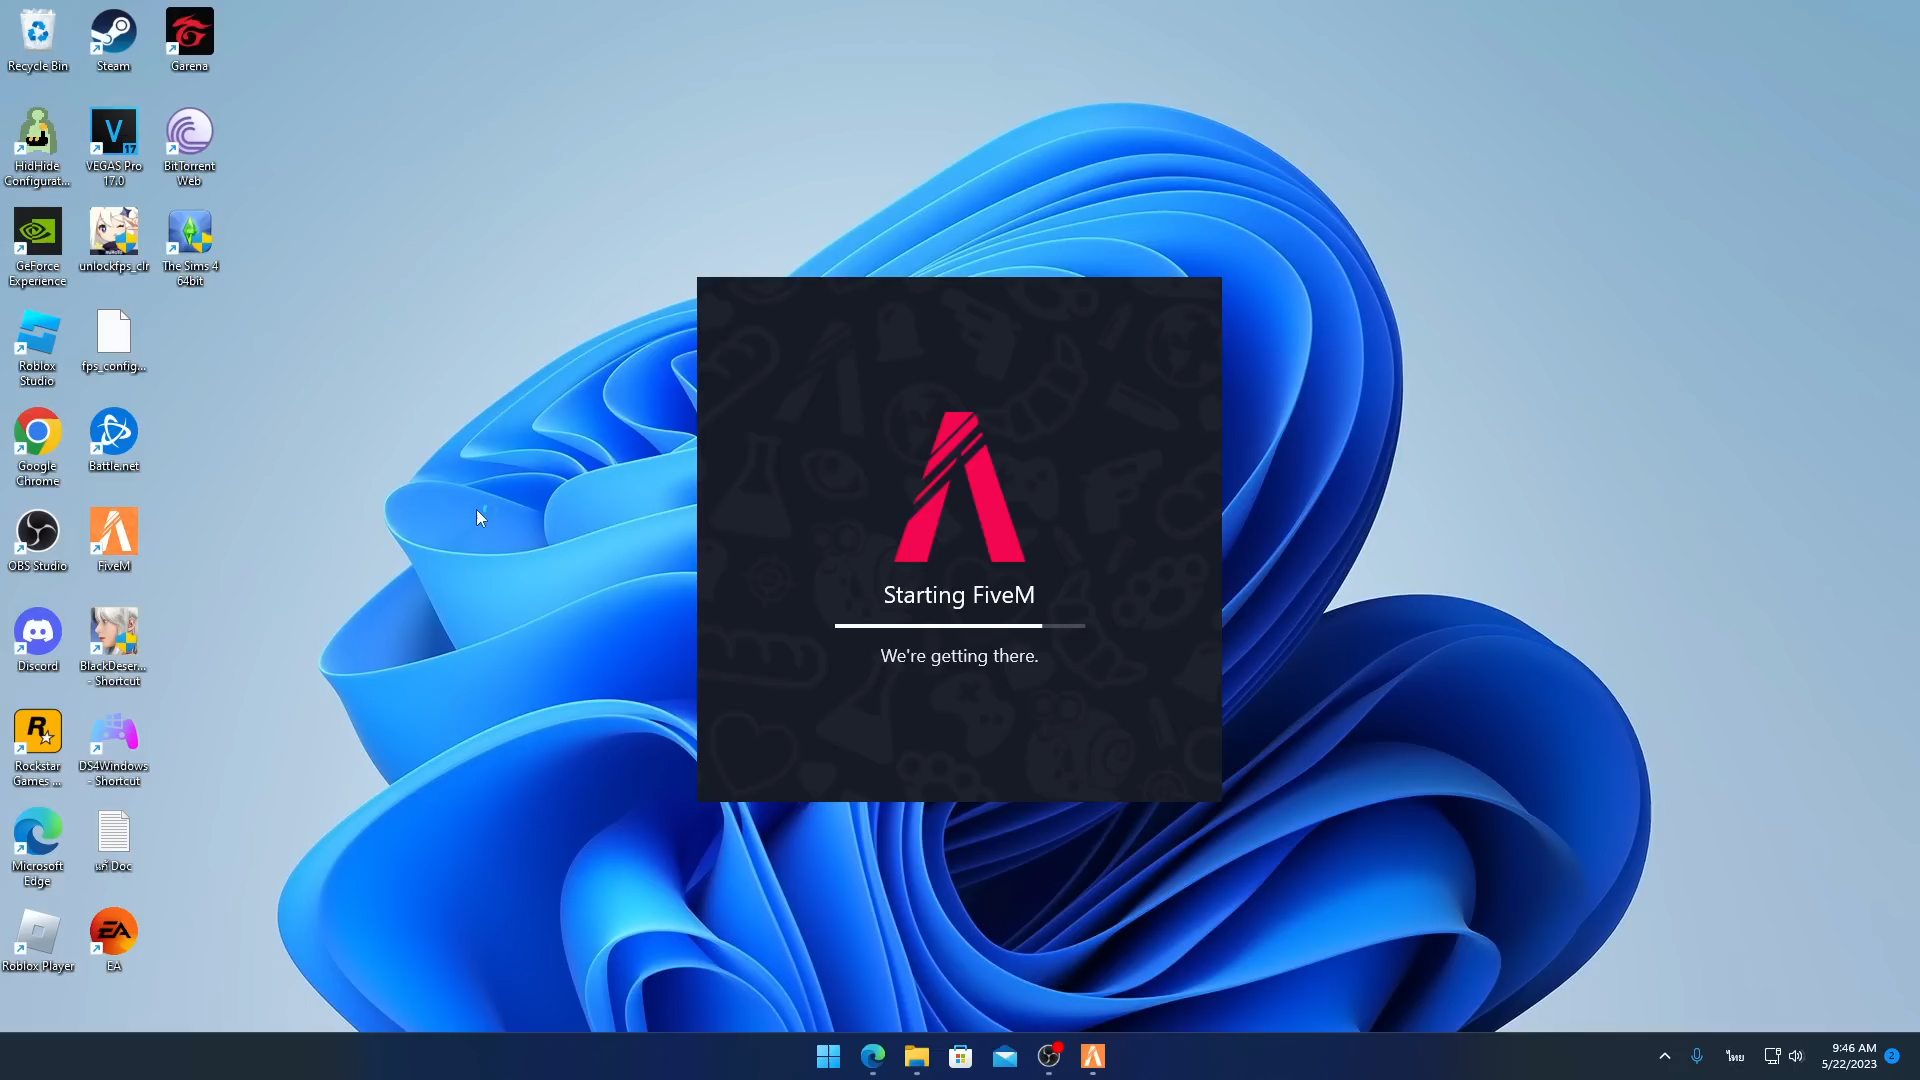 Recycle Bin
Steam
Garena
HidHide
Configurat...
VEGAS Pro
17.0
BitTorrent
Web
GeForce
Experience
unlockfps_clr
The Sims 4
64bit
Roblox
Studio
fps_config...
Google
Chrome
Battle.net
OBS Studio
FiveM
Discord
BlackDeser...
- Shortcut
Rockstar
Games ...
DS4Windows
- Shortcut
Microsoft
Edge
แก้ Doc
Roblox Player
EA
Starting FiveM
We're getting there.
ไทย
9:46 AM
5/22/2023
2